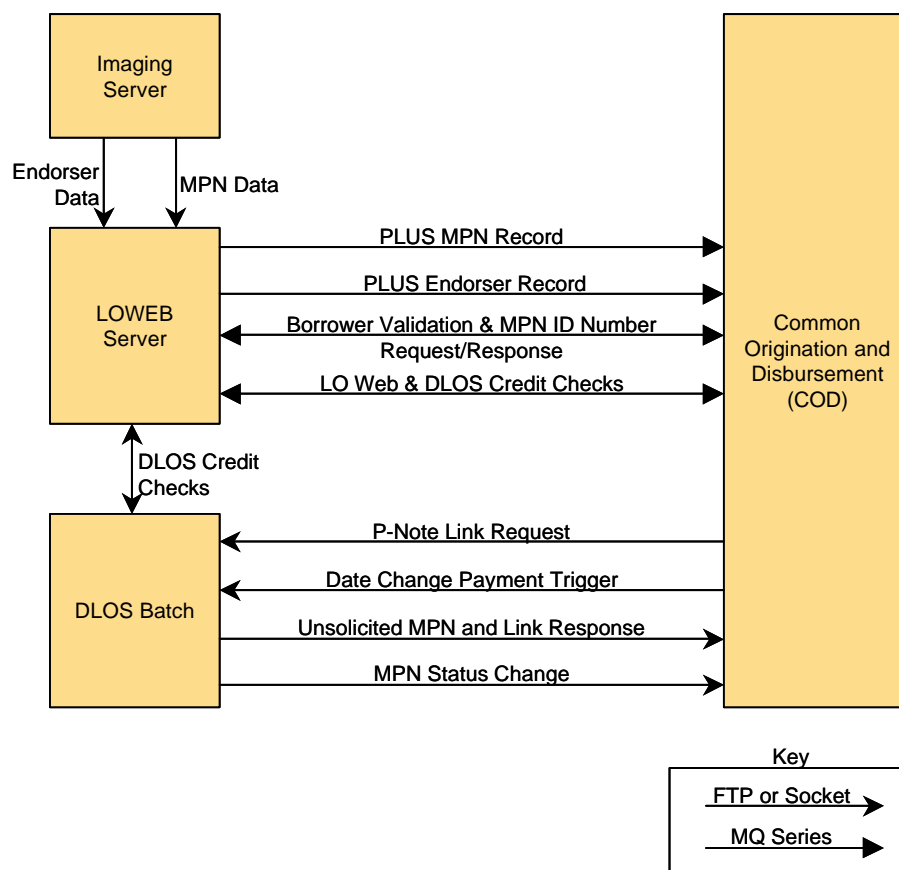 Imaging
Server
Endorser
Data
MPN Data
LOWEB
Server
PLUS MPN Record
PLUS Endorser Record
Borrower Validation & MPN ID Number
Request/Response
LO Web & DLOS Credit Checks
Common
Origination and
Disbursement
(COD)
DLOS Credit
Checks
DLOS Batch
P-Note Link Request
Date Change Payment Trigger
Unsolicited MPN and Link Response
MPN Status Change
Key
FTP or Socket
MQ Series